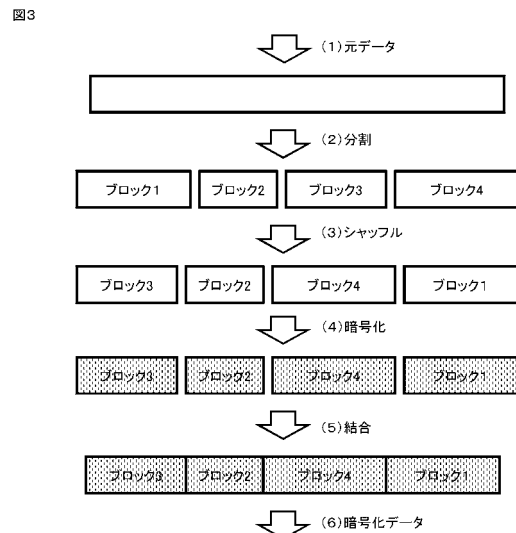 図3
(1)元データ
(2)分割
ブロック1 ブロック2 ブロック3 ブロック4
(3)シャッフル
ブロック3 ブロック2 ブロック4 ブロック1
(4)暗号化
ブロック3 ブロック2 ブロック4 ブロック1
(5)結合
ブロック3 ブロック2 ブロック4 ブロック1
(6)暗号化データ